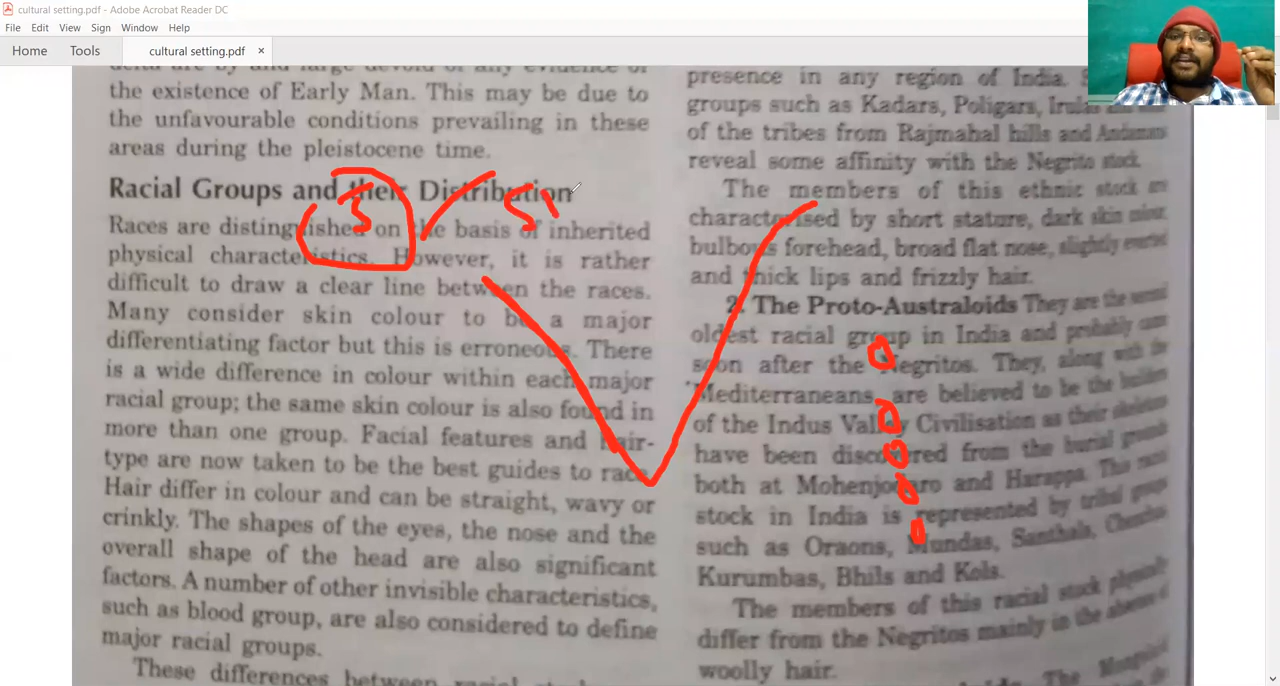 cultural setting.pdf - Adobe Acrobat Reader DC
File Edit View Sign Window Help
Home Tools cultural setting.pdf ×
the existence of Early Man. This may be due to
the unfavourable conditions prevailing in these
areas during the pleistocene time.
Racial Groups and their Distribution
Races are distinguished on the basis of inherited
physical characteristics. However, it is rather
difficult to draw a clear line between the races.
Many consider skin colour to be a major
differentiating factor but this is erroneous. There
is a wide difference in colour within each major
racial group; the same skin colour is also found in
more than one group. Facial features and hair-
type are now taken to be the best guides to race.
Hair differ in colour and can be straight, wavy or
crinkly. The shapes of the eyes, the nose and the
overall shape of the head are also significant
factors. A number of other invisible characteristics,
such as blood group, are also considered to define
major racial groups.
These differences between racial
presence in any region of India.
groups such as Kadars, Poligars,
of the tribes from Rajmahal hills and Andamans
reveal some affinity with the Negrito stock.
The members of this ethnic stock are
characterised by short stature, dark skin colour,
bulbous forehead, broad flat nose, slightly everted
and thick lips and frizzly hair.
2. The Proto-Australoids They are the second
oldest racial group in India and probably came
soon after the Negritos. They, along with the
Mediterraneans are believed to be the builders
of the Indus Valley Civilisation as their skeletons
have been discovered from the burial grounds
both at Mohenjodaro and Harappa. This racial
stock in India is represented by tribal groups
such as Oraons, Mundas, Santhals, Chenchus
Kurumbas, Bhils and Kols.
The members of this racial stock physically
differ from the Negritos mainly in the absence of
woolly hair.